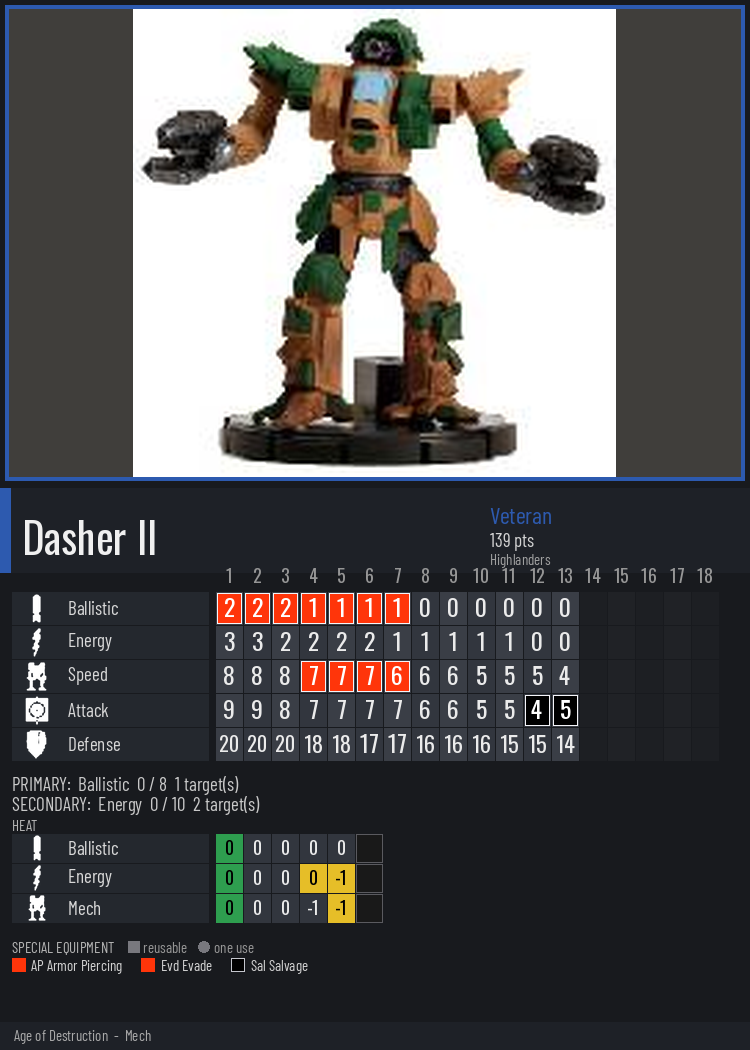 Dasher II
Veteran
139 pts
Highlanders
1 2 3 4 5 6 7 8 9 10 11 12 13 14 15 16 17 18
Ballistic 2 2 2 1 1 1 1 0 0 0 0 0 0
Energy 3 3 2 2 2 2 1 1 1 1 1 0 0
Speed 8 8 8 7 7 7 6 6 6 5 5 5 4
Attack 9 9 8 7 7 7 7 6 6 5 5 4 5
Defense 20 20 20 18 18 17 17 16 16 16 15 15 14
PRIMARY: Ballistic 0 / 8 1 target(s)
SECONDARY: Energy 0 / 10 2 target(s)
HEAT
Ballistic 0 0 0 0 0
Energy 0 0 0 0 -1
Mech 0 0 0 -1 -1
SPECIAL EQUIPMENT reusable one use
AP Armor Piercing Evd Evade Sal Salvage
Age of Destruction - Mech